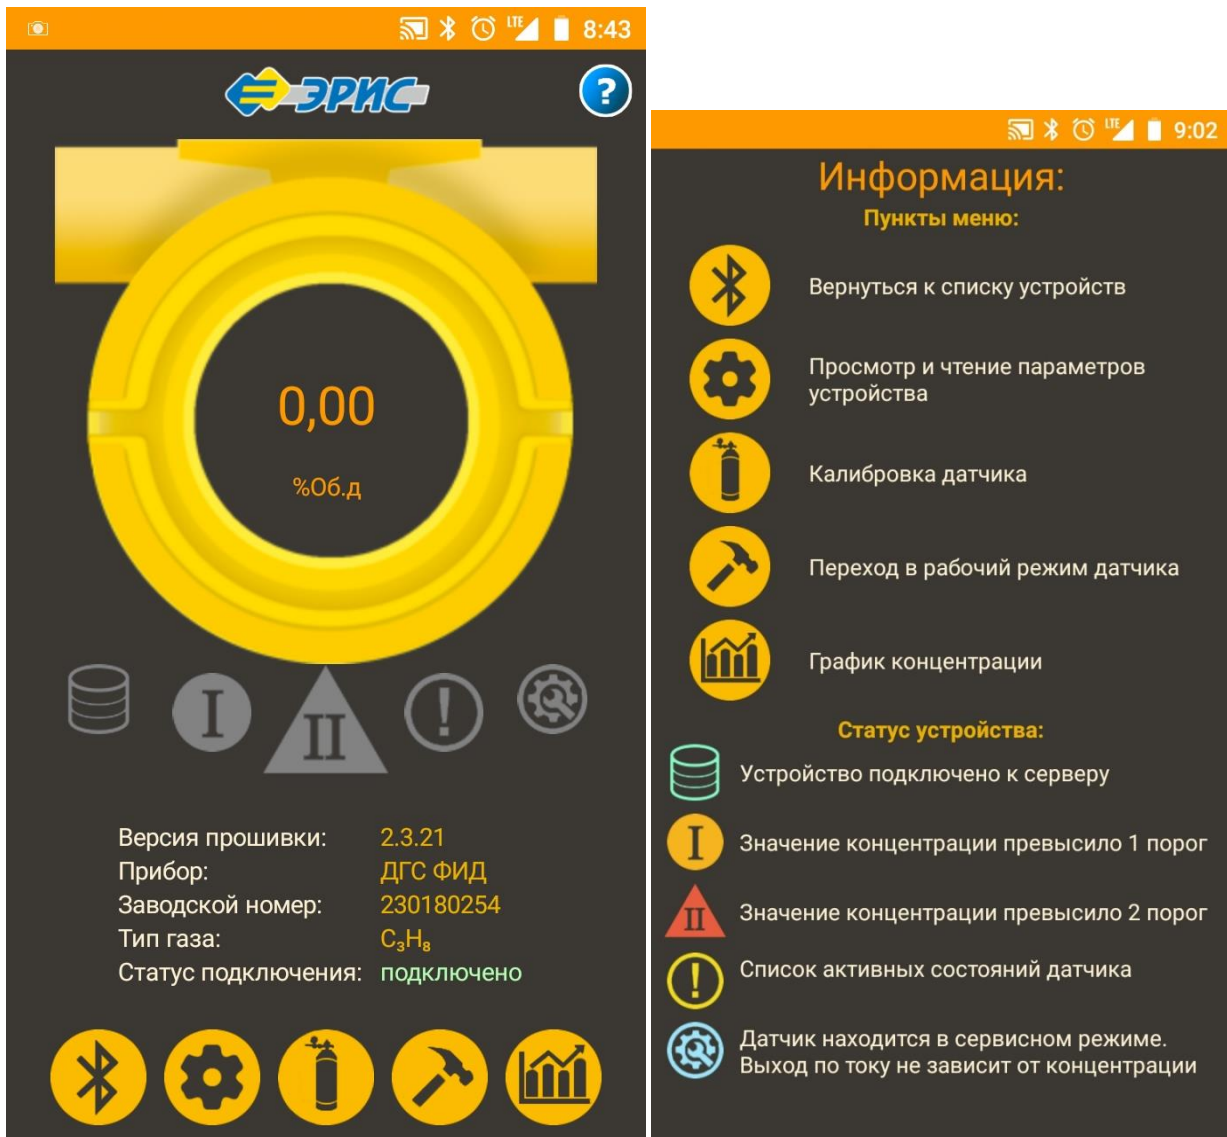 LTE 8:43
ЭРИС
?
0,00
%Об.д
I
II
!
Версия прошивки: 2.3.21
Прибор: ДГС ФИД
Заводской номер: 230180254
Тип газа: C₃H₈
Статус подключения: подключено
LTE 9:02
Информация:
Пункты меню:
Вернуться к списку устройств
Просмотр и чтение параметров
устройства
Калибровка датчика
Переход в рабочий режим датчика
График концентрации
Статус устройства:
Устройство подключено к серверу
I Значение концентрации превысило 1 порог
II Значение концентрации превысило 2 порог
! Список активных состояний датчика
Датчик находится в сервисном режиме.
Выход по току не зависит от концентрации